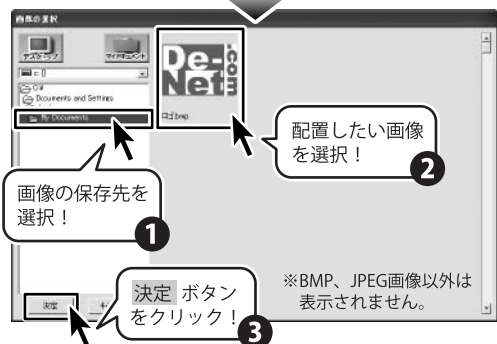 画像の選択
デスクトップ
マイドキュメント
C:¥
Documents and Settings
My Documents
De-
Net
.com
ロゴ.bmp
配置したい画像
を選択！
2
画像の保存先を
選択！
1
決定
決定 ボタン
をクリック！
3
※BMP、JPEG画像以外は
表示されません。